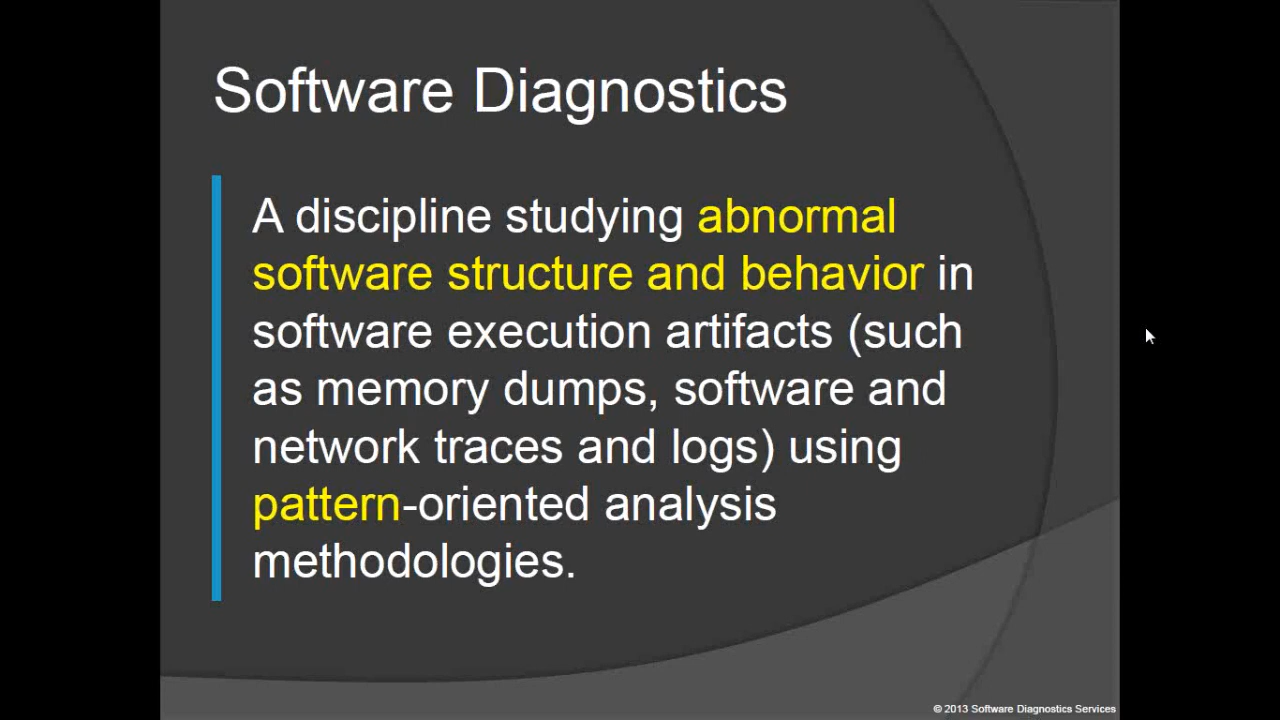 Software Diagnostics
A discipline studying abnormal
software structure and behavior in
software execution artifacts (such
as memory dumps, software and
network traces and logs) using
pattern-oriented analysis
methodologies.
© 2013 Software Diagnostics Services